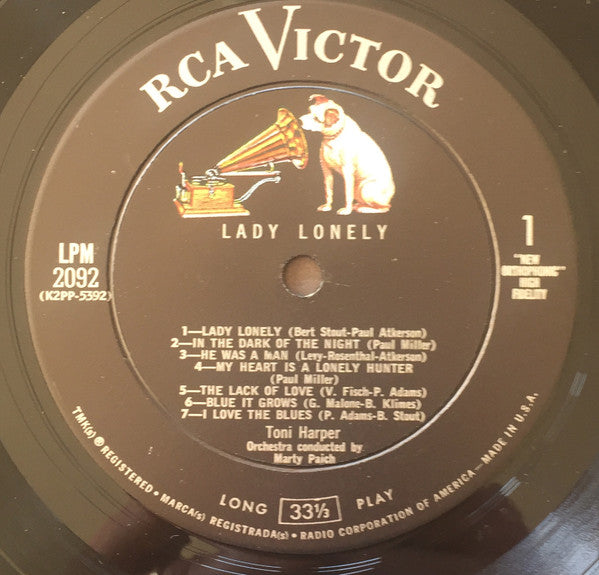 RCA VICTOR
LADY LONELY
LPM
2092
(K2PP-5392)
1
"NEW
ORTHOPHONIC"
HIGH
FIDELITY
1—LADY LONELY (Bert Stout-Paul Atkerson)
2—IN THE DARK OF THE NIGHT (Paul Miller)
3—HE WAS A MAN (Levy-Rosenthal-Atkerson)
4—MY HEART IS A LONELY HUNTER
(Paul Miller)
5—THE LACK OF LOVE (V. Fisch-P. Adams)
6—BLUE IT GROWS (G. Malone-B. Klimes)
7—I LOVE THE BLUES (P. Adams-B. Stout)
Toni Harper
Orchestra conducted by
Marty Paich
LONG 33⅓ PLAY
TMK(s) ® REGISTERED • MARCA(s) REGISTRADA(s) • RADIO CORPORATION OF AMERICA—MADE IN U.S.A.